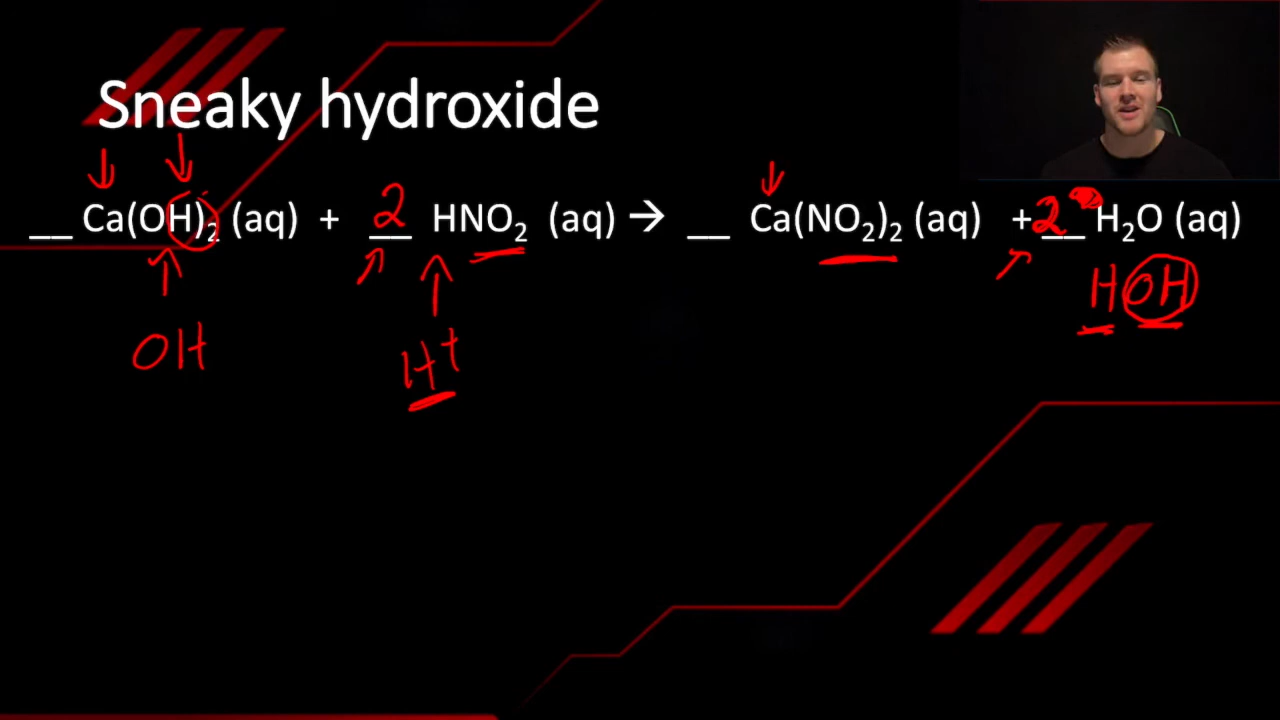 Sneaky hydroxide
__ Ca(OH)₂ (aq) + 2 HNO₂ (aq) → __ Ca(NO₂)₂ (aq) + 2 H₂O (aq)
HOH
OH
H⁺